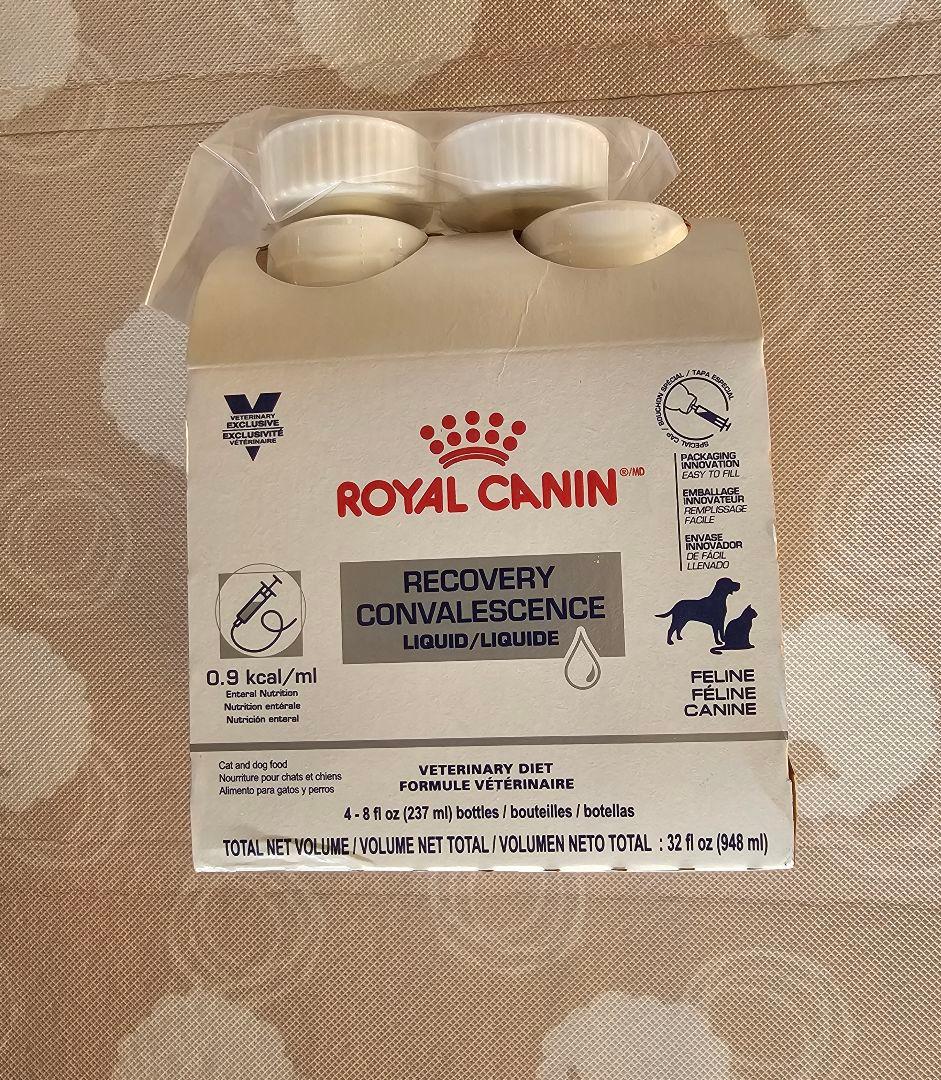 VETERINARY
EXCLUSIVE
EXCLUSIVITÉ
VÉTÉRINAIRE
ROYAL CANIN ®/MD
SPECIAL CAP / BOUCHON SPÉCIAL / TAPA ESPECIAL
PACKAGING
INNOVATION
EASY TO FILL
EMBALLAGE
INNOVATEUR
REMPLISSAGE
FACILE
ENVASE
INNOVADOR
DE FÁCIL
LLENADO
RECOVERY
CONVALESCENCE
LIQUID/LIQUIDE
0.9 kcal/ml
Enteral Nutrition
Nutrition entérale
Nutrición enteral
FELINE
FÉLINE
CANINE
Cat and dog food
Nourriture pour chats et chiens
Alimento para gatos y perros
VETERINARY DIET
FORMULE VÉTÉRINAIRE
4 - 8 fl oz (237 ml) bottles / bouteilles / botellas
TOTAL NET VOLUME / VOLUME NET TOTAL / VOLUMEN NETO TOTAL : 32 fl oz (948 ml)